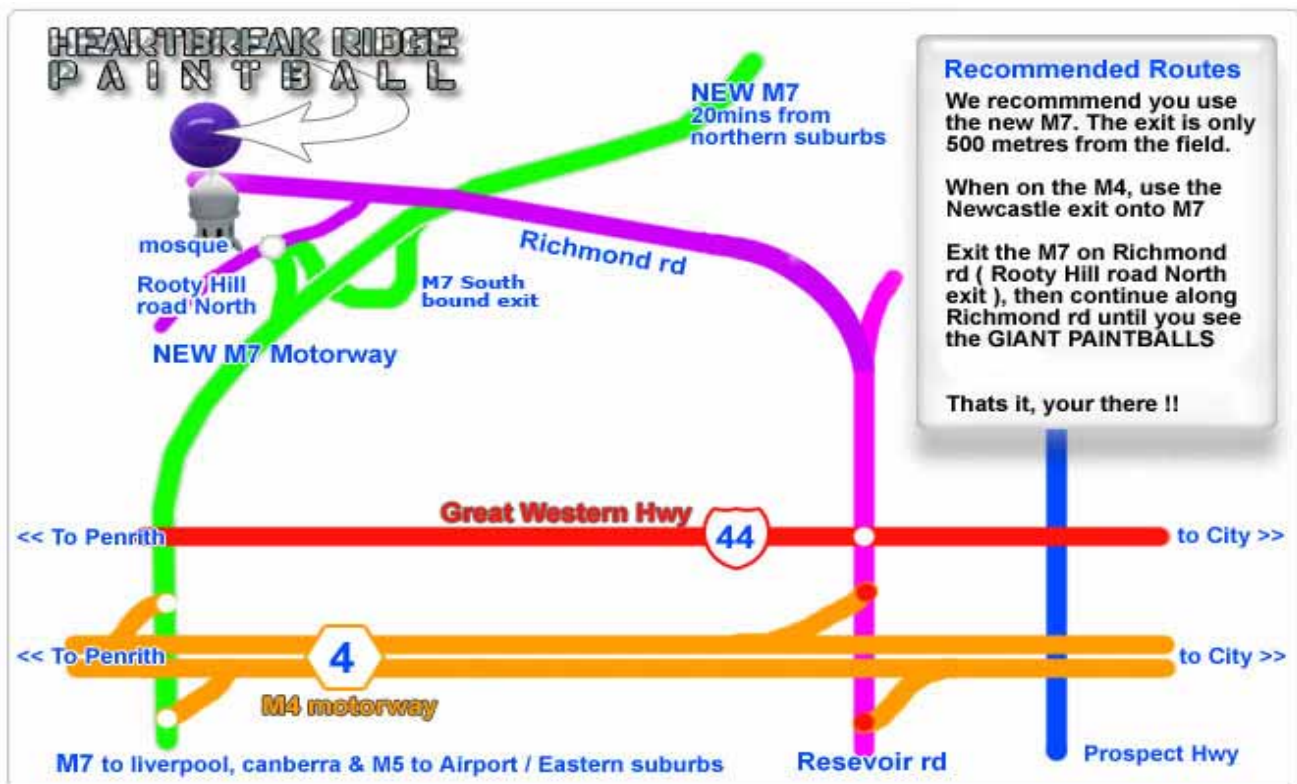 HEARTBREAK RIDGE
PAINTBALL
NEW M7
20mins from
northern suburbs
Recommended Routes
We recommmend you use
the new M7. The exit is only
500 metres from the field.
When on the M4, use the
Newcastle exit onto M7
Exit the M7 on Richmond
rd ( Rooty Hill road North
exit ), then continue along
Richmond rd until you see
the GIANT PAINTBALLS
Thats it, your there !!
mosque
Richmond rd
Rooty Hill
road North
M7 South
bound exit
NEW M7 Motorway
Great Western Hwy
<< To Penrith
44
to City >>
<< To Penrith
4
to City >>
M4 motorway
M7 to liverpool, canberra & M5 to Airport / Eastern suburbs
Resevoir rd
Prospect Hwy